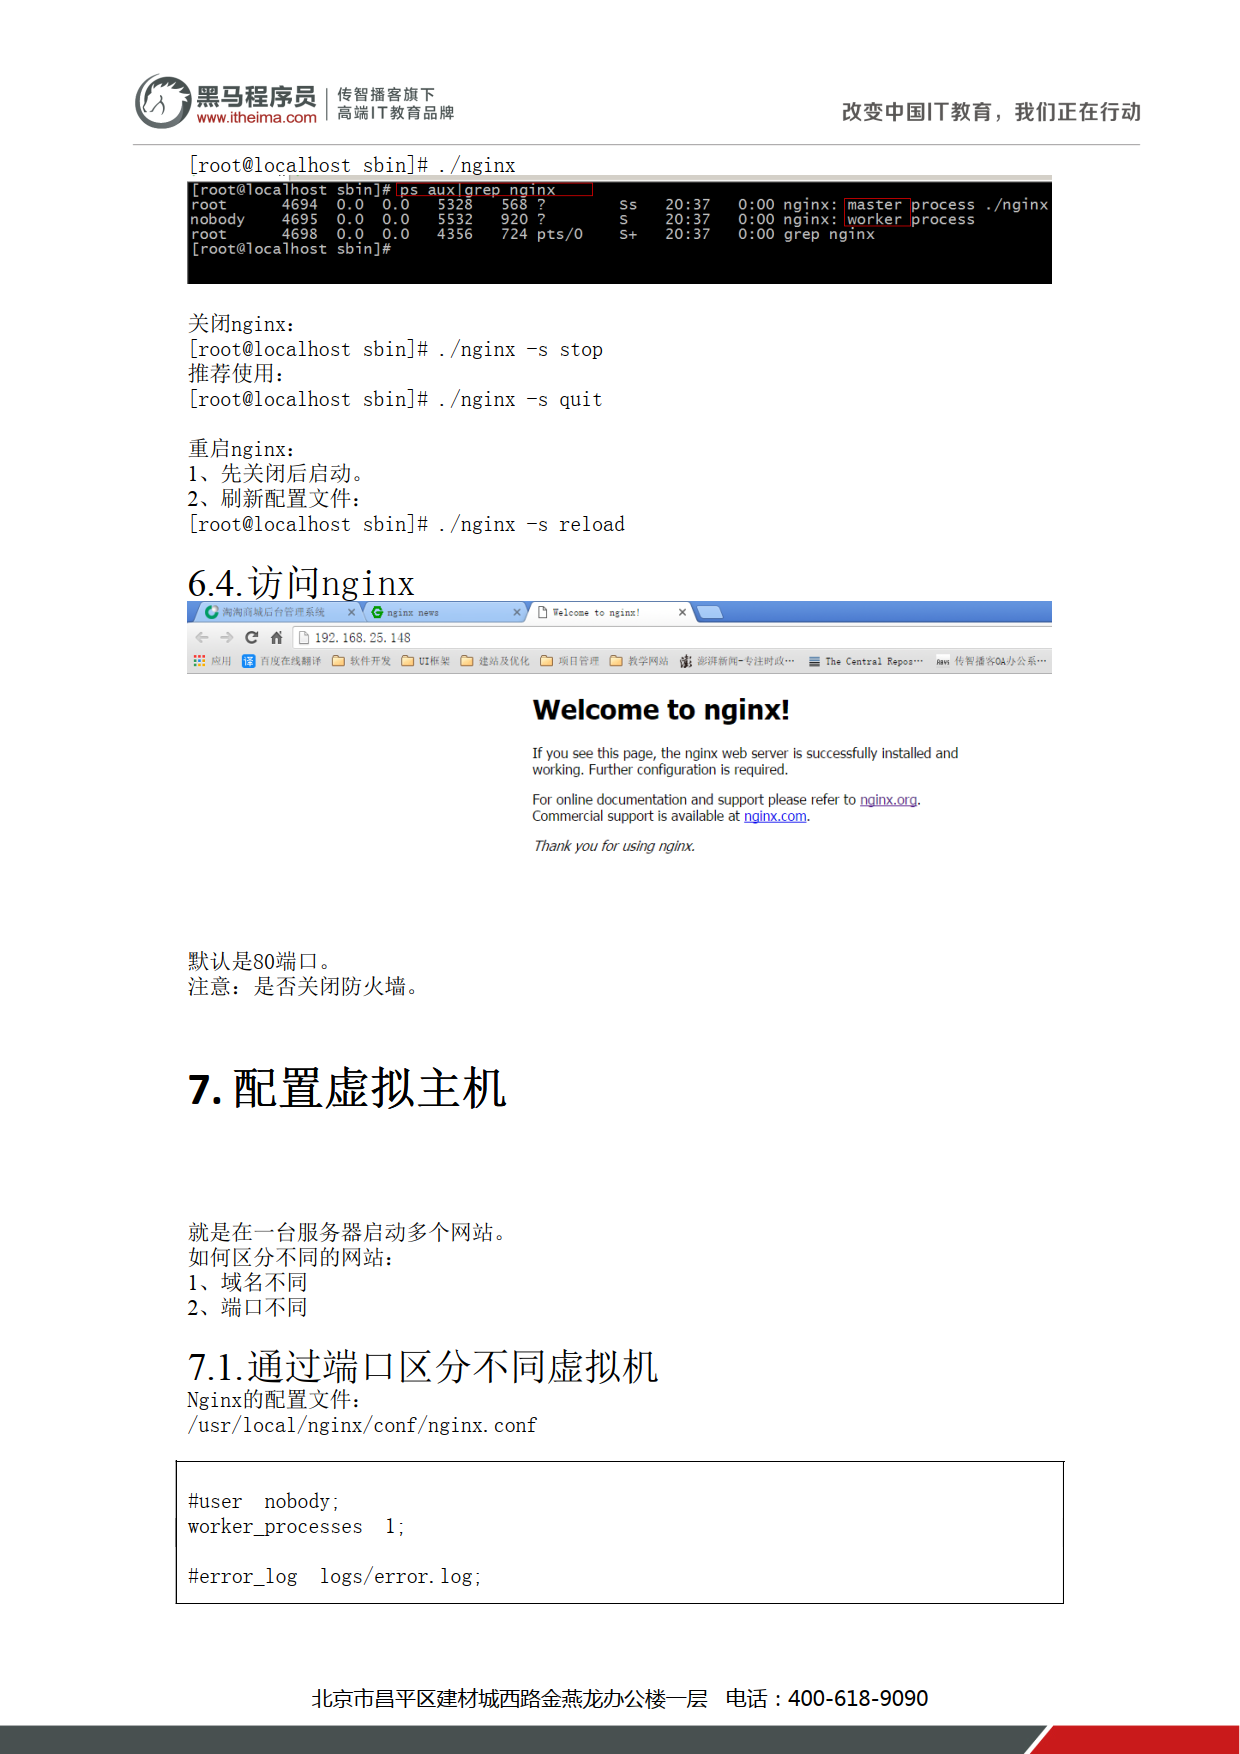 黑马程序员
www.itheima.com
传智播客旗下
高端IT教育品牌
改变中国IT教育，我们正在行动
[root@localhost sbin]# ./nginx
[root@localhost sbin]# ps aux|grep nginx
root 4694 0.0 0.0 5328 568 ? Ss 20:37 0:00 nginx: master process ./nginx
nobody 4695 0.0 0.0 5532 920 ? S 20:37 0:00 nginx: worker process
root 4698 0.0 0.0 4356 724 pts/0 S+ 20:37 0:00 grep nginx
[root@localhost sbin]#
关闭nginx：
[root@localhost sbin]# ./nginx -s stop
推荐使用：
[root@localhost sbin]# ./nginx -s quit
重启nginx：
1、先关闭后启动。
2、刷新配置文件：
[root@localhost sbin]# ./nginx -s reload
6.4.访问nginx
淘淘商城后台管理系统 nginx news Welcome to nginx!
192.168.25.148
应用 百度在线翻译 软件开发 UI框架 建站及优化 项目管理 教学网站 澎湃新闻-专注时政… The Central Repos… 传智播客OA办公系…
Welcome to nginx!
If you see this page, the nginx web server is successfully installed and
working. Further configuration is required.
For online documentation and support please refer to nginx.org.
Commercial support is available at nginx.com.
Thank you for using nginx.
默认是80端口。
注意：是否关闭防火墙。
7. 配置虚拟主机
就是在一台服务器启动多个网站。
如何区分不同的网站：
1、域名不同
2、端口不同
7.1.通过端口区分不同虚拟机
Nginx的配置文件：
/usr/local/nginx/conf/nginx.conf
#user nobody;
worker_processes 1;
#error_log logs/error.log;
北京市昌平区建材城西路金燕龙办公楼一层 电话：400-618-9090